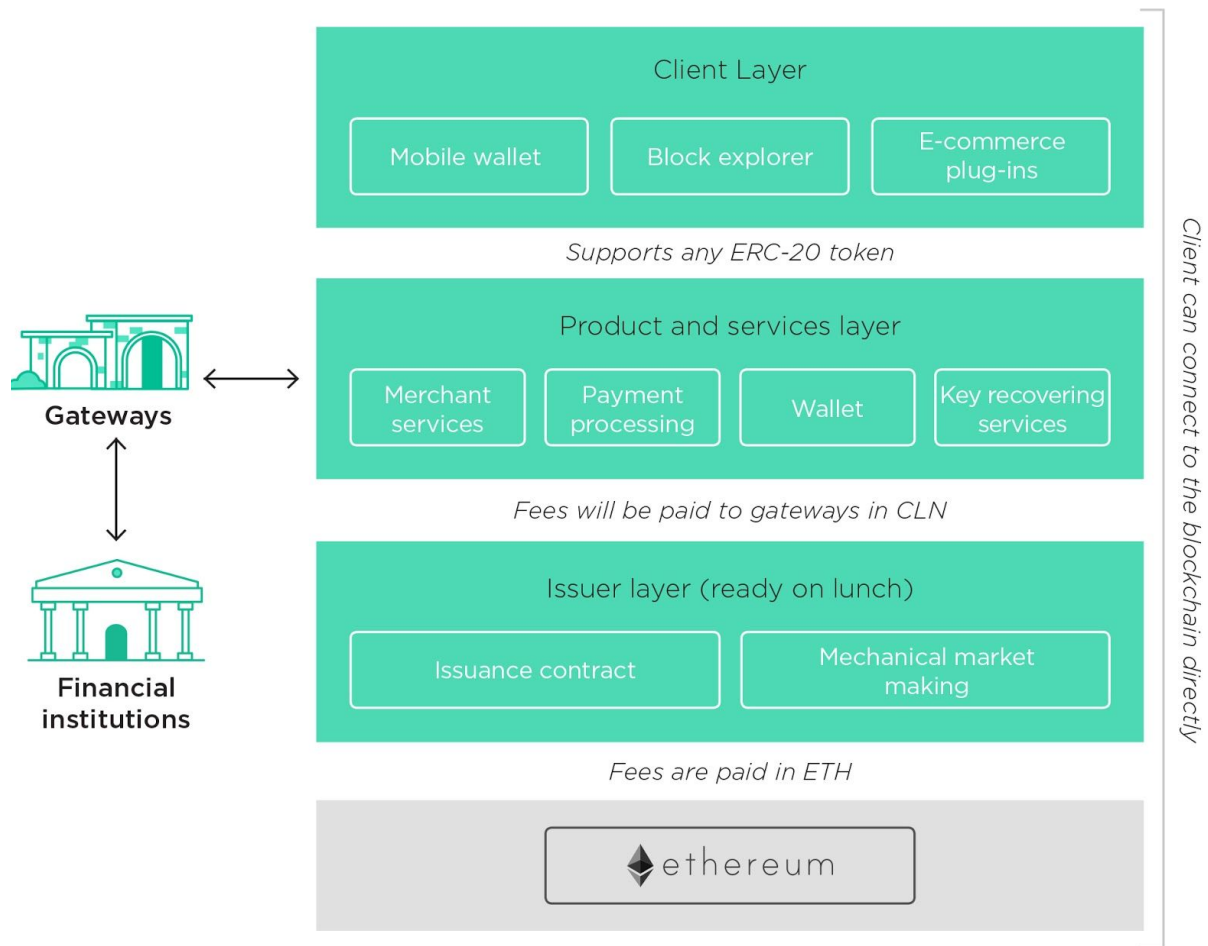 Client Layer
Mobile wallet
Block explorer
E-commerce
plug-ins
Supports any ERC-20 token
Product and services layer
Merchant
services
Payment
processing
Wallet
Key recovering
services
Gateways
Fees will be paid to gateways in CLN
Issuer layer (ready on lunch)
Issuance contract
Mechanical market
making
Financial
institutions
Fees are paid in ETH
ethereum
Client can connect to the blockchain directly